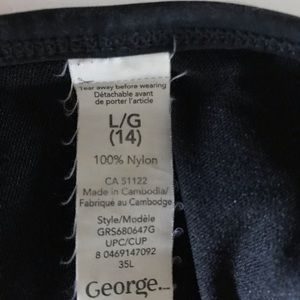 Tear away before wearing
Détachable avant
de porter l'article
L/G
(14)
100% Nylon
CA 51122
Made in Cambodia/
Fabriqué au Cambodge
Style/Modèle
GRS680647G
UPC/CUP
8 0469147092
35L
George.